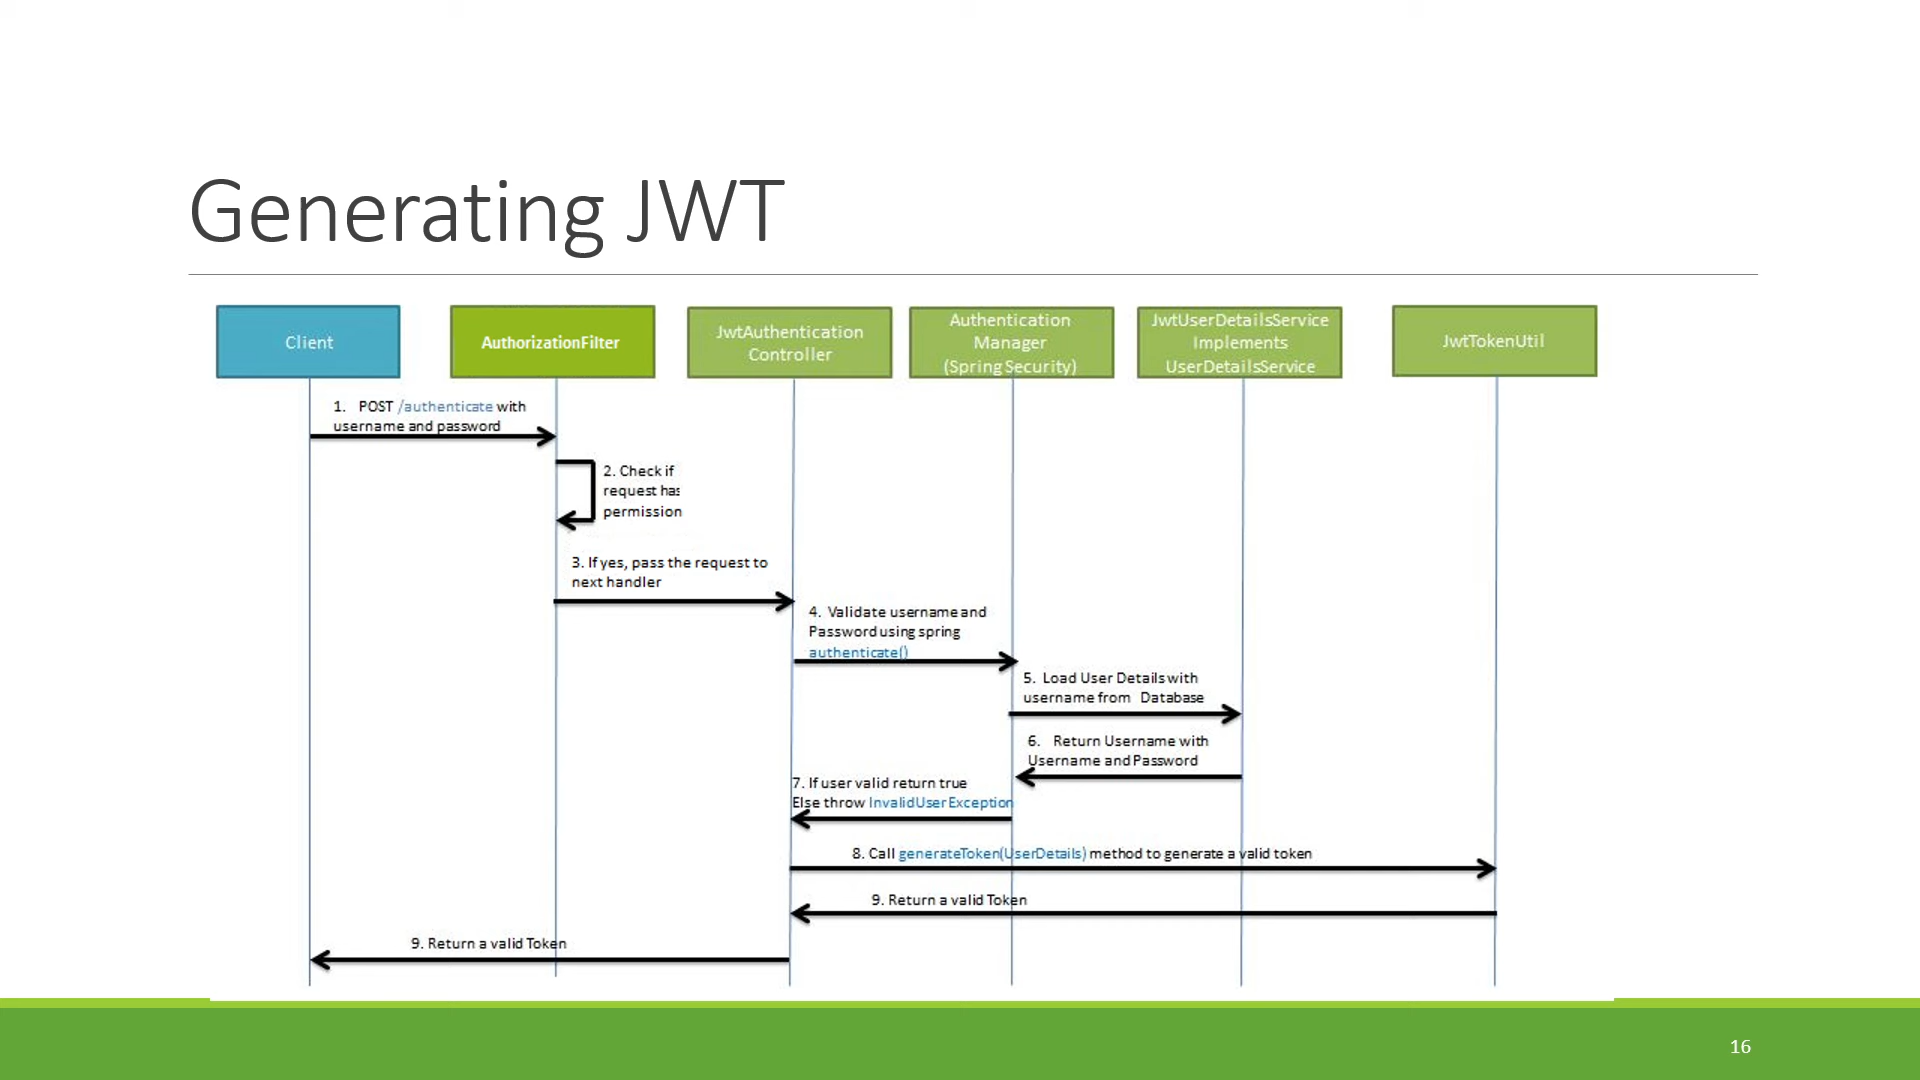 Generating JWT
Client
AuthorizationFilter
JwtAuthentication
Controller
Authentication
Manager
(Spring Security)
JwtUserDetailsService
Implements
UserDetailsService
JwtTokenUtil
1. POST /authenticate with
username and password
2. Check if
request has
permission
3. If yes, pass the request to
next handler
4. Validate username and
Password using spring
authenticate()
5. Load User Details with
username from Database
6. Return Username with
Username and Password
7. If user valid return true
Else throw InvalidUserException
8. Call generateToken(UserDetails) method to generate a valid token
9. Return a valid Token
9. Return a valid Token
16